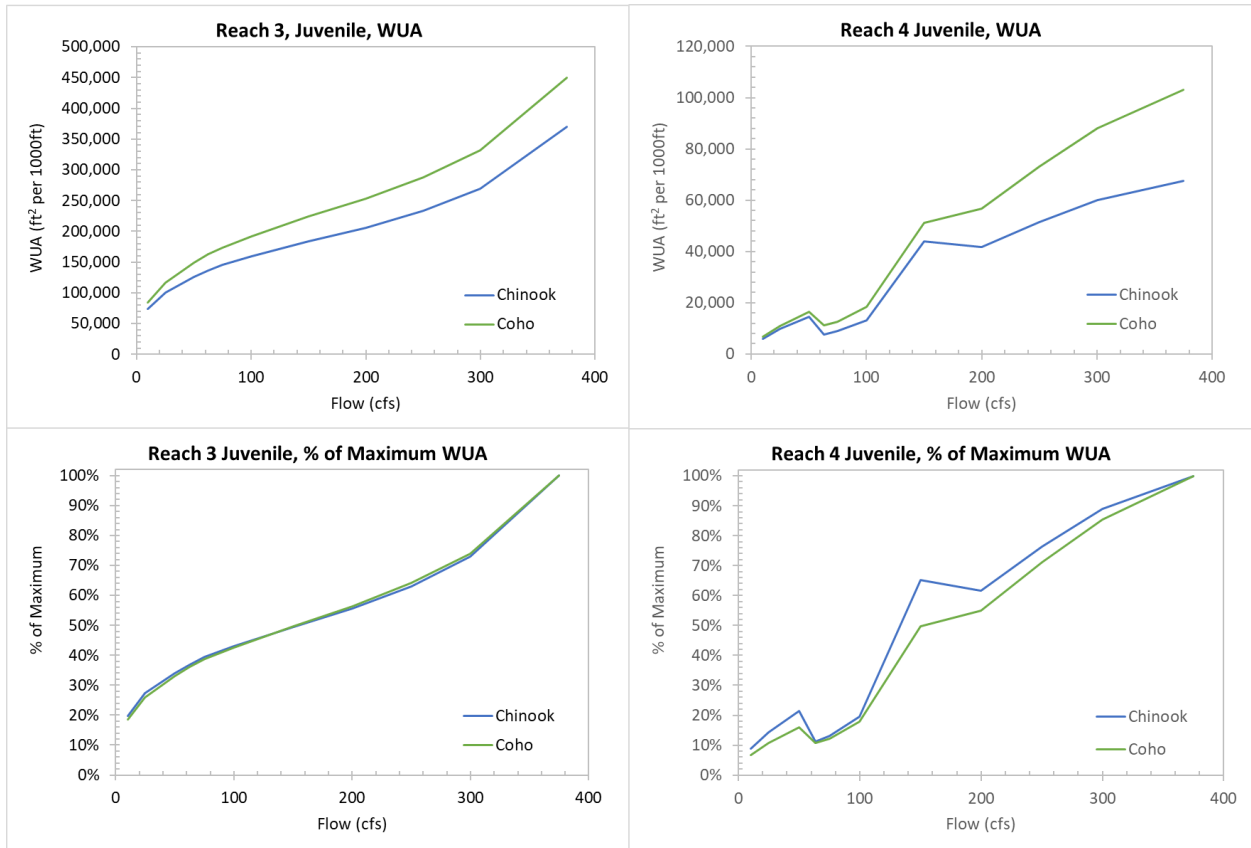 Reach 3, Juvenile, WUA
500,000
450,000
400,000
350,000
300,000
250,000
200,000
150,000
100,000
50,000
0
WUA (ft² per 1000ft)
Chinook
Coho
0 100 200 300 400
Flow (cfs)
Reach 4 Juvenile, WUA
120,000
100,000
80,000
60,000
40,000
20,000
0
WUA (ft² per 1000ft)
Chinook
Coho
0 100 200 300 400
Flow (cfs)
Reach 3 Juvenile, % of Maximum WUA
100%
90%
80%
70%
60%
50%
40%
30%
20%
10%
0%
% of Maximum
Chinook
Coho
0 100 200 300 400
Flow (cfs)
Reach 4 Juvenile, % of Maximum WUA
100%
90%
80%
70%
60%
50%
40%
30%
20%
10%
0%
% of Maximum
Chinook
Coho
0 100 200 300 400
Flow (cfs)